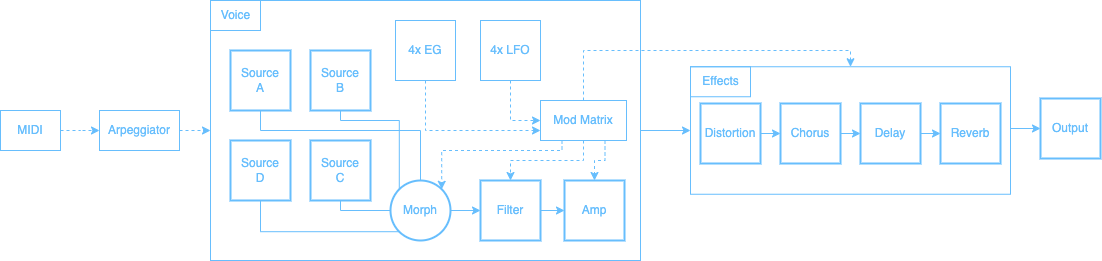 Voice
4x EG
4x LFO
Source
A
Source
B
Effects
MIDI
Arpeggiator
Mod Matrix
Distortion
Chorus
Delay
Reverb
Output
Source
D
Source
C
Morph
Filter
Amp